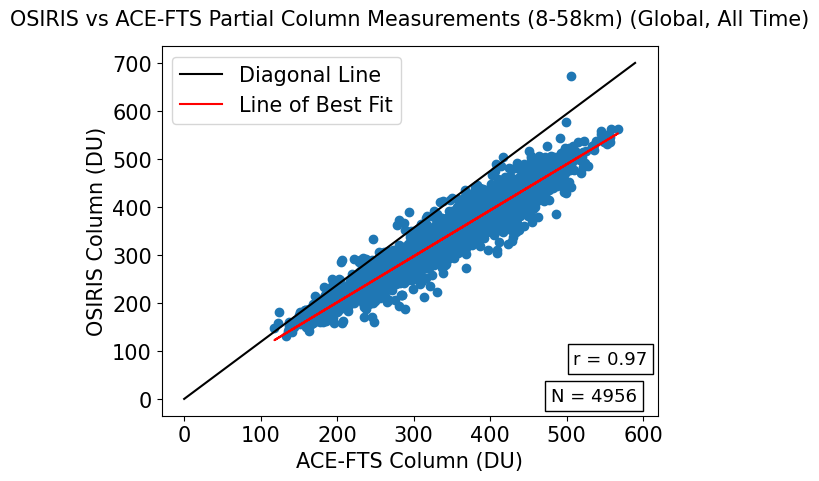 OSIRIS vs ACE-FTS Partial Column Measurements (8-58km) (Global, All Time)
Diagonal Line
Line of Best Fit
OSIRIS Column (DU)
700
600
500
400
300
200
100
0
r = 0.97
N = 4956
0 100 200 300 400 500 600
ACE-FTS Column (DU)